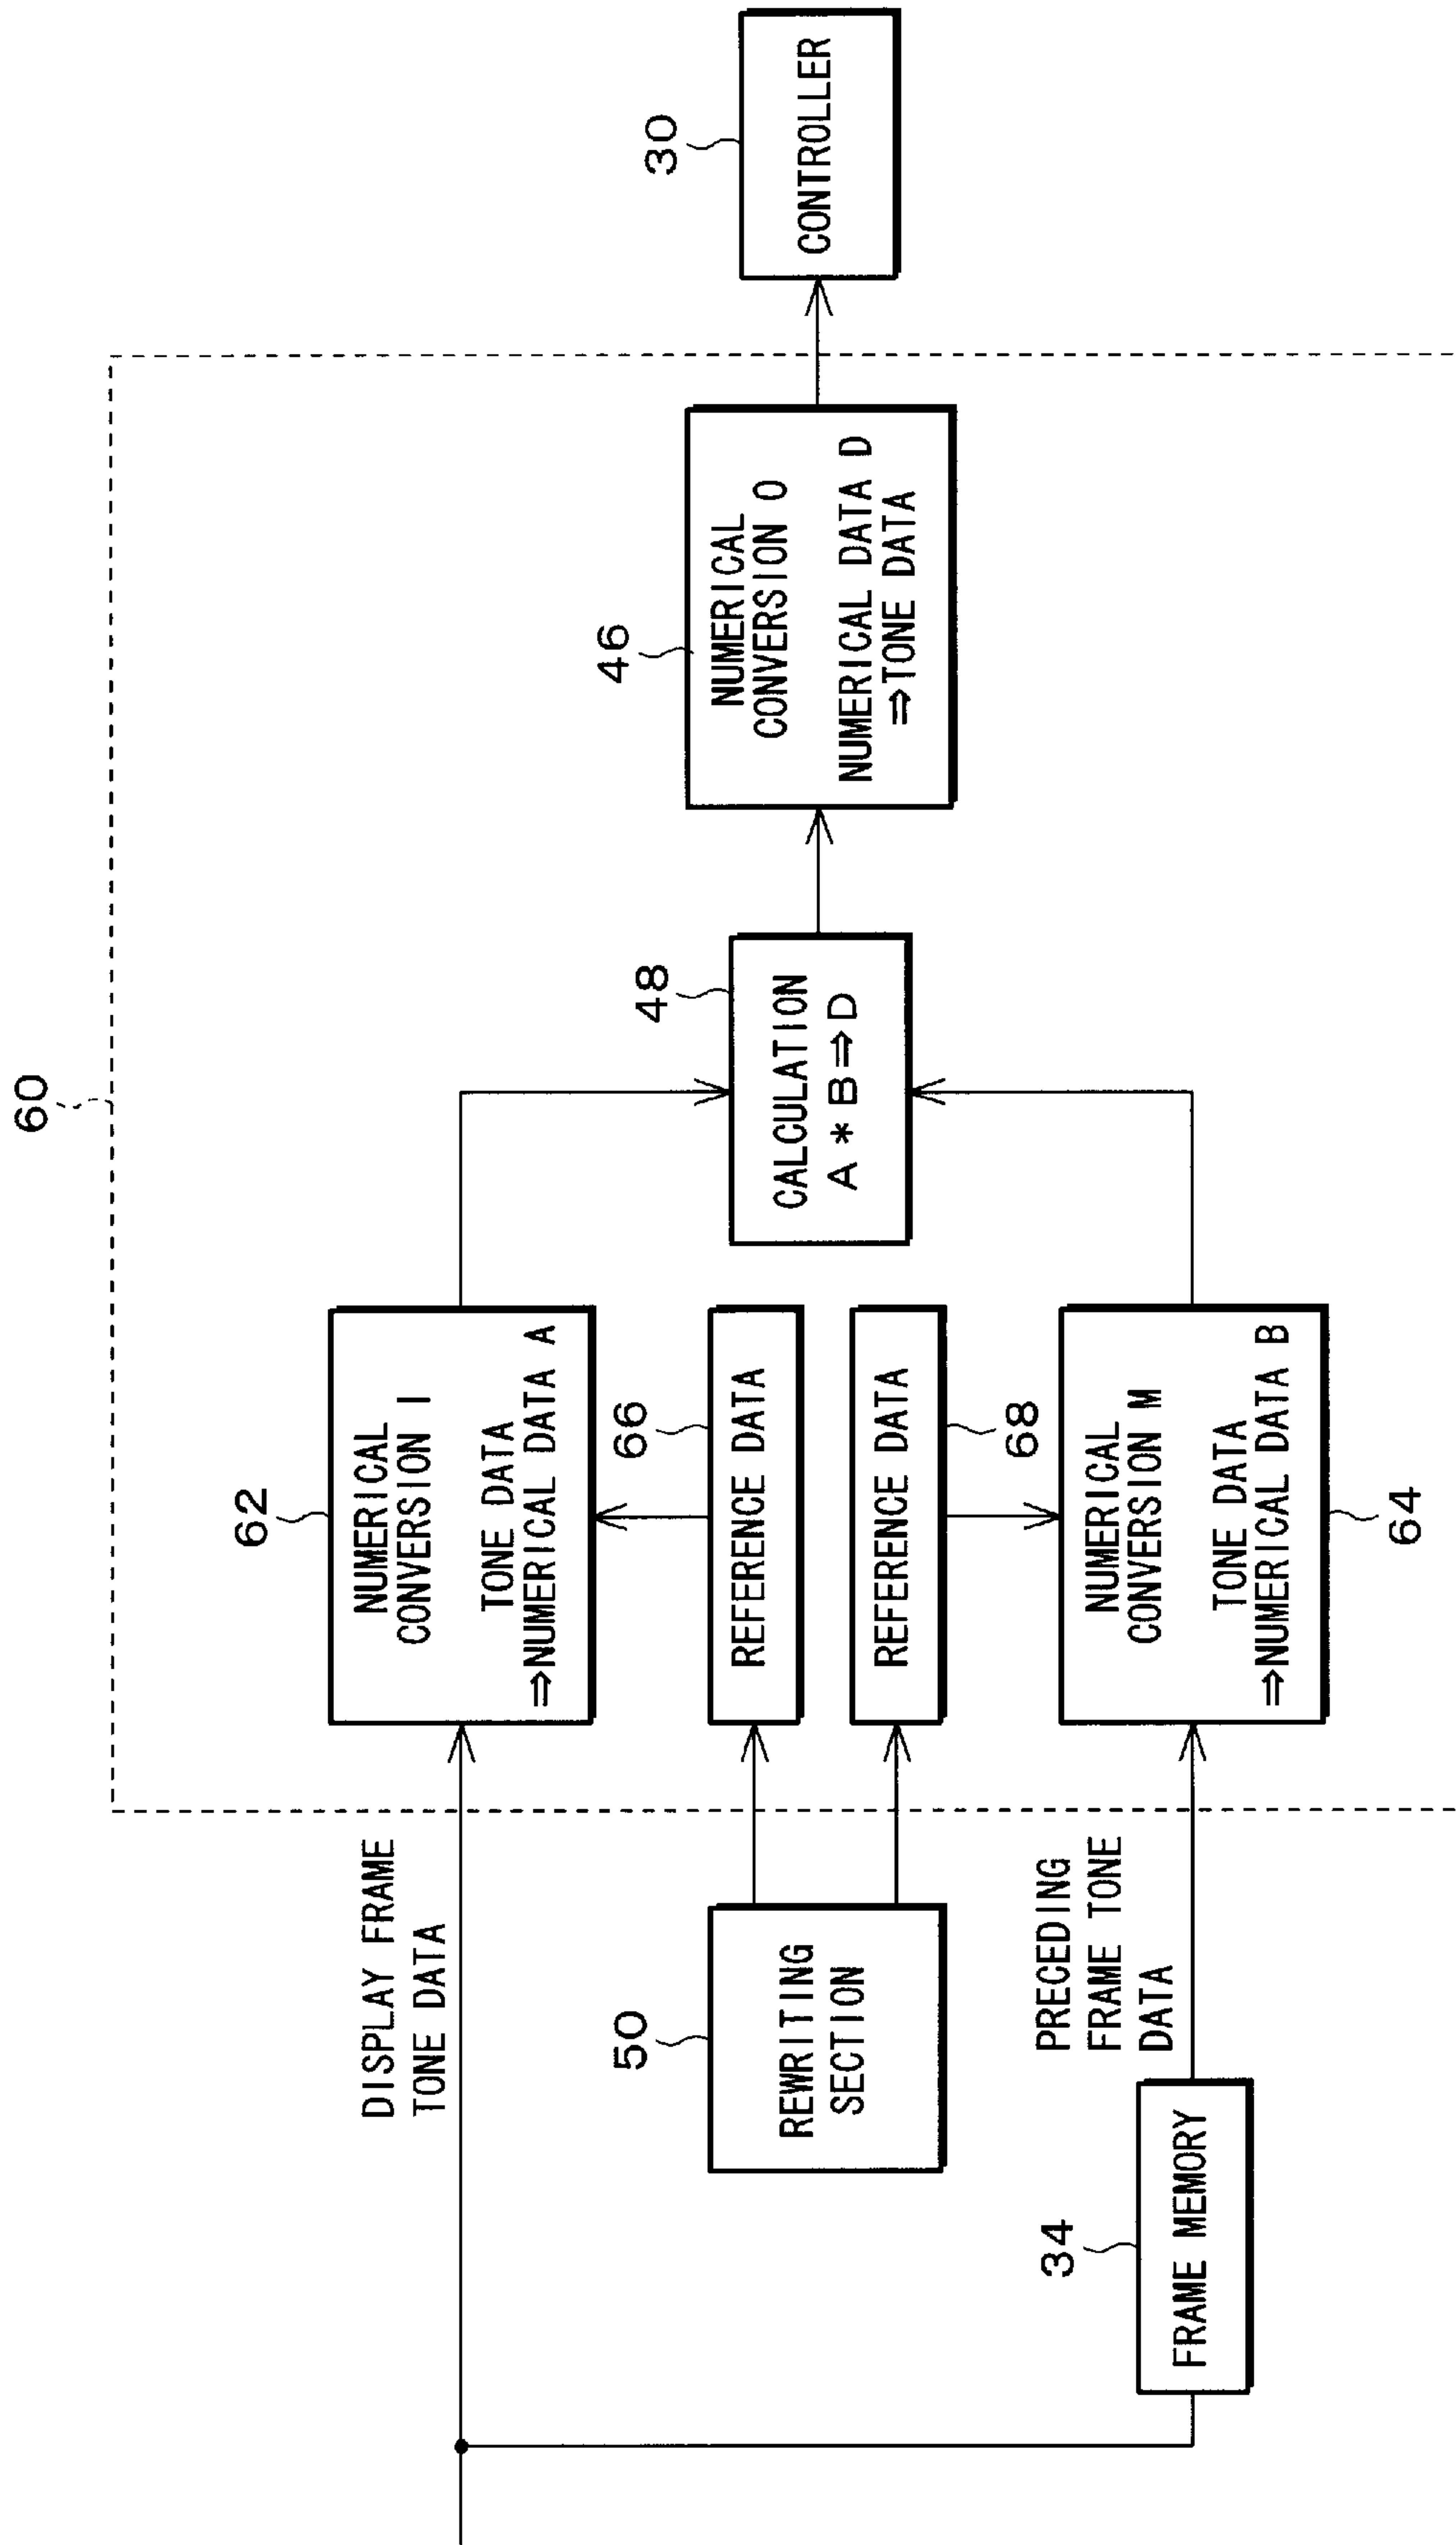 60
DISPLAY FRAME
TONE DATA
62
NUMERICAL
CONVERSION I
TONE DATA
⇒NUMERICAL DATA A
50
REWRITING
SECTION
66
REFERENCE DATA
REFERENCE DATA
68
34
FRAME MEMORY
PRECEDING
FRAME TONE
DATA
NUMERICAL
CONVERSION M
TONE DATA
⇒NUMERICAL DATA B
64
48
CALCULATION
A * B⇒D
46
NUMERICAL
CONVERSION O
NUMERICAL DATA D
⇒TONE DATA
30
CONTROLLER